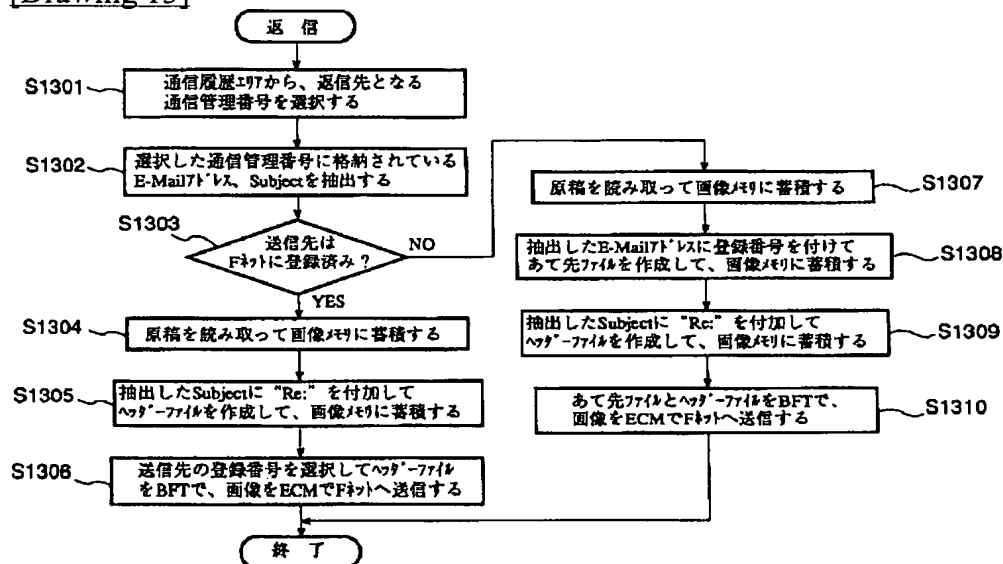 [Drawing 13]
返 信
S1301
通信履歴エリアから、返信先となる
通信管理番号を選択する
S1302
選択した通信管理番号に格納されている
E-Mailアドレス、Subjectを抽出する
S1303
送信先は
Fネットに登録済み？
NO
YES
S1304
原稿を読み取って画像メモリに蓄積する
S1305
抽出したSubjectに “Re:” を付加して
ヘッダーファイルを作成して、画像メモリに蓄積する
S1306
送信先の登録番号を選択してヘッダーファイル
をBFTで、画像をECMでFネットへ送信する
S1307
原稿を読み取って画像メモリに蓄積する
S1308
抽出したE-Mailアドレスに登録番号を付けて
あて先ファイルを作成して、画像メモリに蓄積する
S1309
抽出したSubjectに “Re:” を付加して
ヘッダーファイルを作成して、画像メモリに蓄積する
S1310
あて先ファイルとヘッダーファイルをBFTで、
画像をECMでFネットへ送信する
終 了